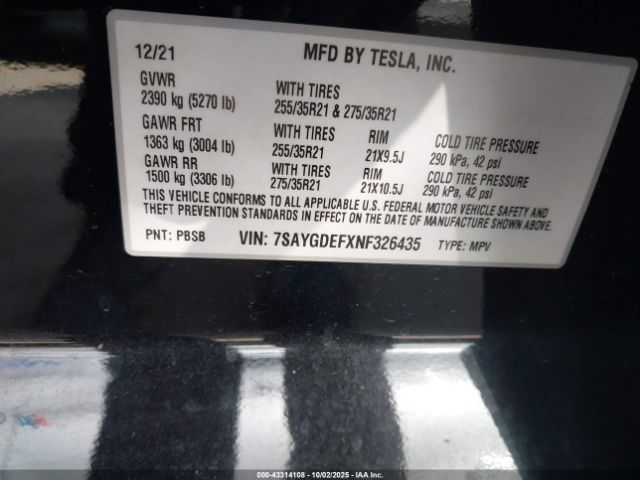 12/21 MFD BY TESLA, INC.
GVWR WITH TIRES
2390 kg (5270 lb) 255/35R21 & 275/35R21
GAWR FRT WITH TIRES RIM COLD TIRE PRESSURE
1363 kg (3004 lb) 255/35R21 21X9.5J 290 kPa, 42 psi
GAWR RR WITH TIRES RIM COLD TIRE PRESSURE
1500 kg (3306 lb) 275/35R21 21X10.5J 290 kPa, 42 psi
THIS VEHICLE CONFORMS TO ALL APPLICABLE U.S. FEDERAL MOTOR VEHICLE SAFETY AND
THEFT PREVENTION STANDARDS IN EFFECT ON THE DATE OF MANUFACTURE SHOWN ABOVE.
PNT: PBSB VIN: 7SAYGDEFXNF326435 TYPE: MPV
000-43314108 - 10/02/2025 - IAA Inc.